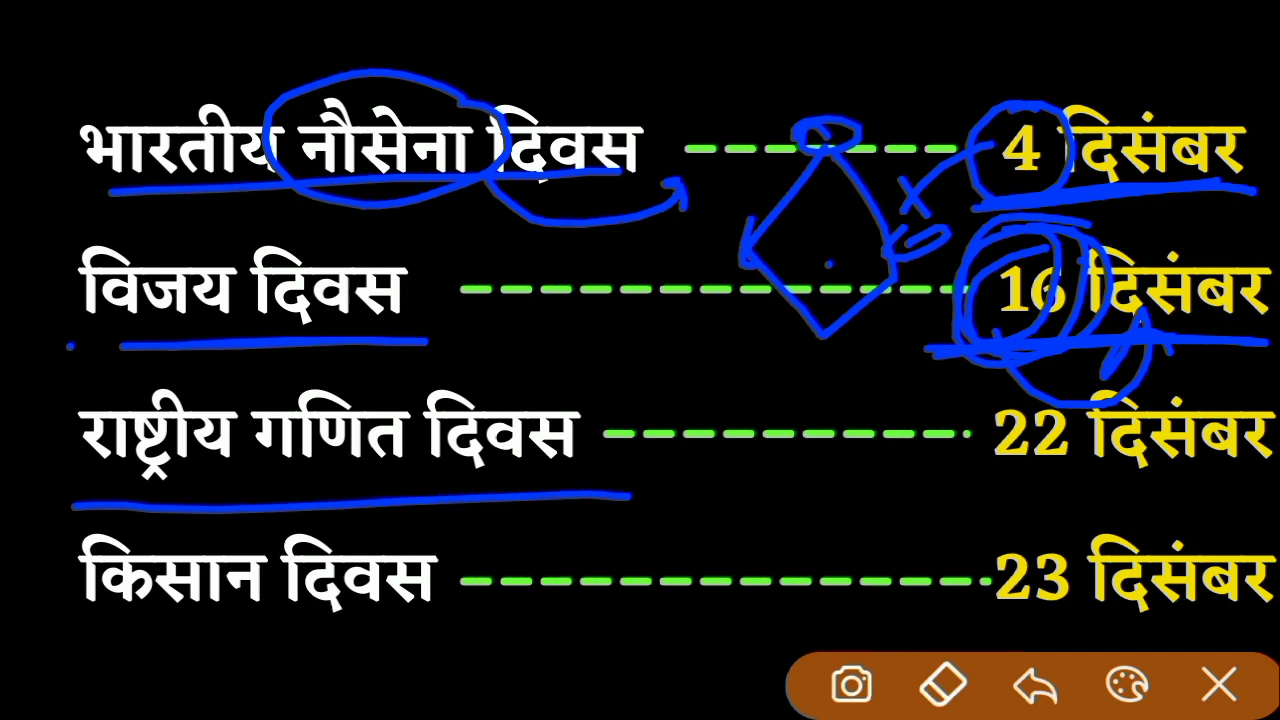 भारतीय नौसेना दिवस ---------- 4 दिसंबर
विजय दिवस ------------- 16 दिसंबर
राष्ट्रीय गणित दिवस ---------- 22 दिसंबर
किसान दिवस -------------- 23 दिसंबर